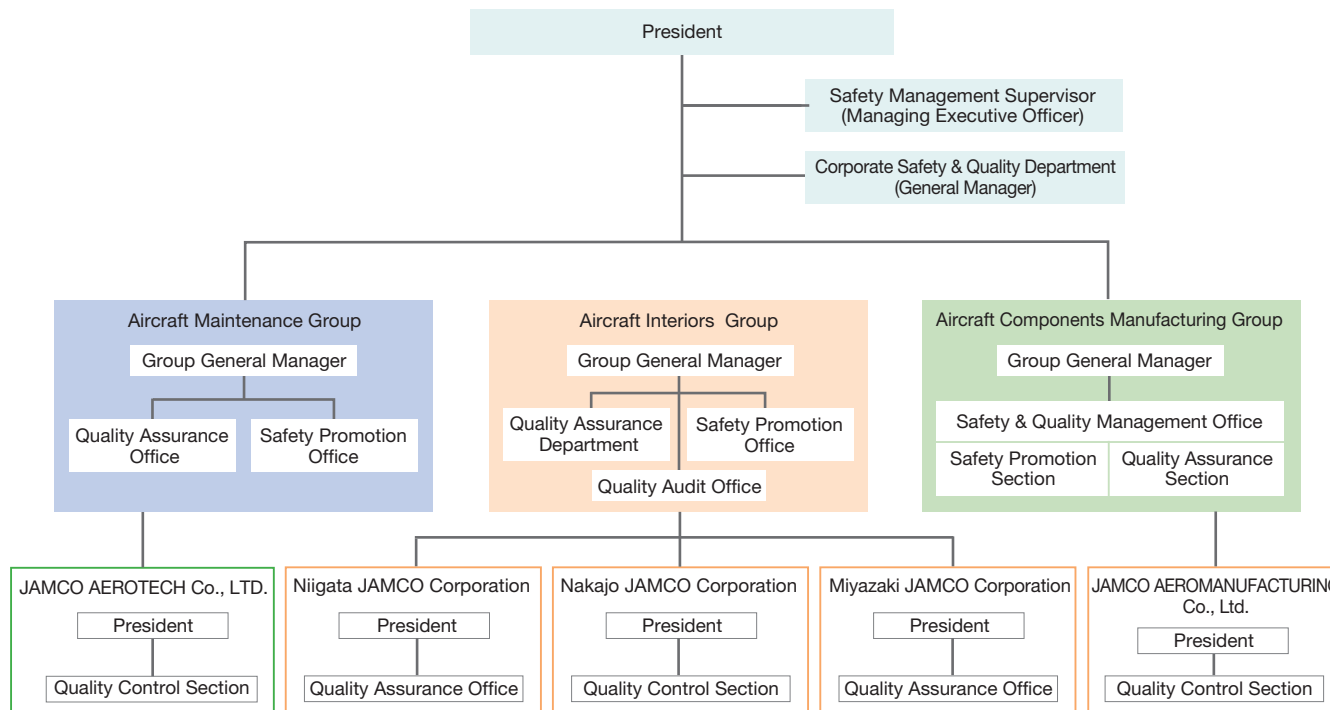 President
Safety Management Supervisor
(Managing Executive Officer)
Corporate Safety & Quality Department
(General Manager)
Aircraft Maintenance Group
Group General Manager
Quality Assurance
Office
Safety Promotion
Office
Aircraft Interiors Group
Group General Manager
Quality Assurance
Department
Safety Promotion
Office
Quality Audit Office
Aircraft Components Manufacturing Group
Group General Manager
Safety & Quality Management Office
Safety Promotion
Section
Quality Assurance
Section
JAMCO AEROTECH Co., LTD.
President
Quality Control Section
Niigata JAMCO Corporation
President
Quality Assurance Office
Nakajo JAMCO Corporation
President
Quality Control Section
Miyazaki JAMCO Corporation
President
Quality Assurance Office
JAMCO AEROMANUFACTURING
Co., Ltd.
President
Quality Control Section